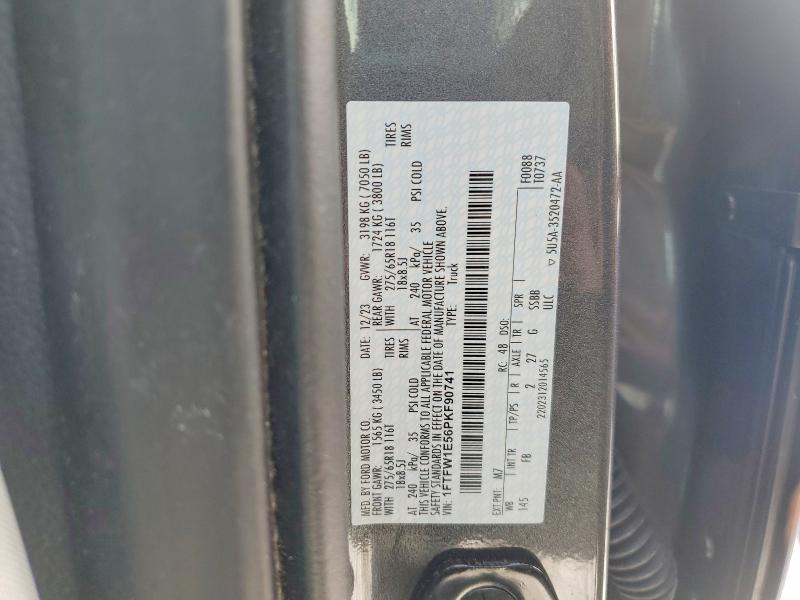 MFD. BY FORD MOTOR CO. DATE: 12/23 GVWR: 3198 KG ( 7050 LB)
FRONT GAWR: 1565 KG ( 3450 LB) REAR GAWR: 1724 KG ( 3800 LB)
WITH 275/65R18 116T TIRES WITH 275/65R18 116T TIRES
18x8.5J RIMS 18x8.5J RIMS
AT 240 kPa/ 35 PSI COLD AT 240 kPa/ 35 PSI COLD
THIS VEHICLE CONFORMS TO ALL APPLICABLE FEDERAL MOTOR VEHICLE
SAFETY STANDARDS IN EFFECT ON THE DATE OF MANUFACTURE SHOWN ABOVE.
VIN: 1FTFW1E56PKF90741 TYPE: Truck
F0088
EXT PNT: M7 RC: 48 DSO: T0737
WB INT TR TP/PS R AXLE TR SPR
145 FB 2 27 G SSBB
2202312014565 ULC ▽ 5U5A-3520472-AA